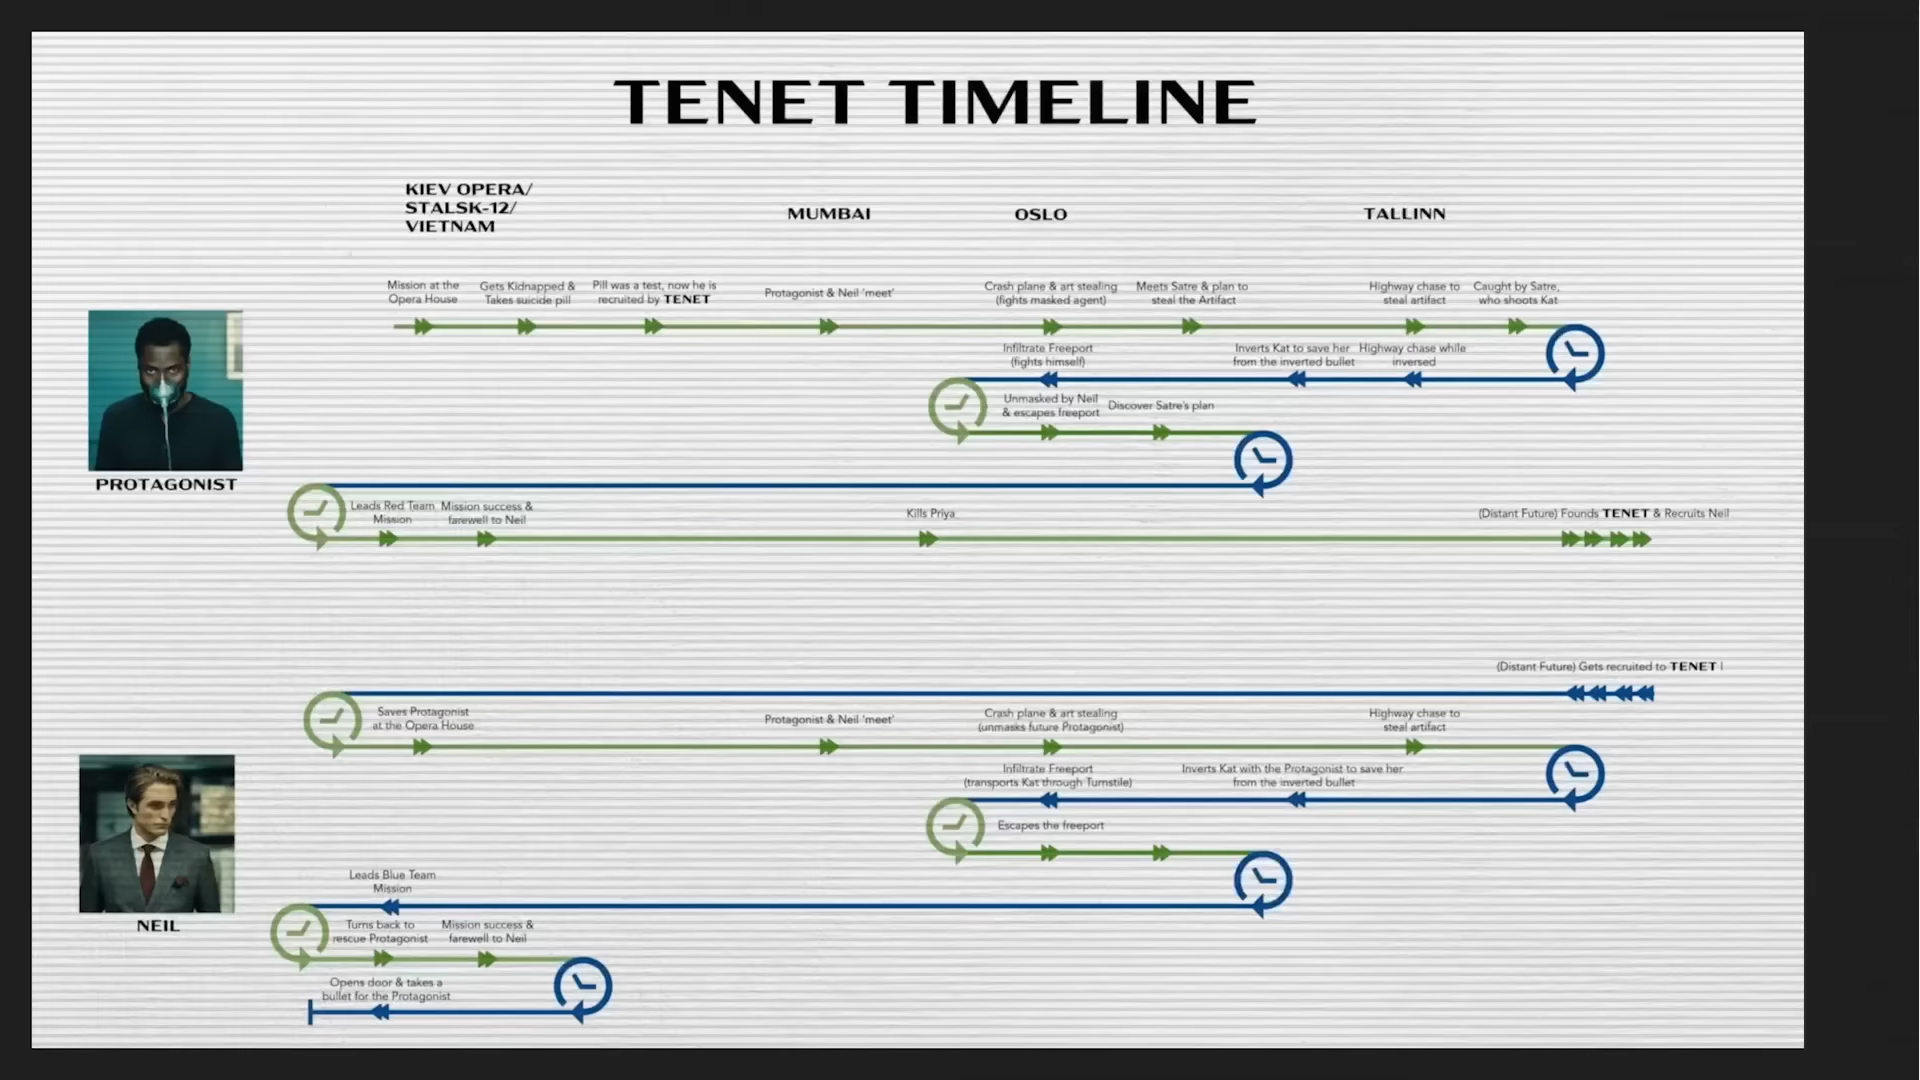 TENET TIMELINE
KIEV OPERA/
STALSK-12/
VIETNAM
MUMBAI
OSLO
TALLINN
Mission at the
Opera House
Gets Kidnapped &
Takes suicide pill
Pill was a test, now he is
recruited by TENET
Protagonist & Neil 'meet'
Crash plane & art stealing
(fights masked agent)
Meets Satre & plan to
steal the Artifact
Highway chase to
steal artifact
Caught by Satre,
who shoots Kat
Infiltrate Freeport
(fights himself)
Inverts Kat to save her
from the inverted bullet
Highway chase while
inversed
Unmasked by Neil
& escapes freeport
Discover Satre's plan
PROTAGONIST
Leads Red Team
Mission
Mission success &
farewell to Neil
Kills Priya
(Distant Future) Founds TENET & Recruits Neil
(Distant Future) Gets recruited to TENET |
Saves Protagonist
at the Opera House
Protagonist & Neil 'meet'
Crash plane & art stealing
(unmasks future Protagonist)
Highway chase to
steal artifact
Infiltrate Freeport
(transports Kat through Turnstile)
Inverts Kat with the Protagonist to save her
from the inverted bullet
Escapes the freeport
NEIL
Leads Blue Team
Mission
Turns back to
rescue Protagonist
Mission success &
farewell to Neil
Opens door & takes a
bullet for the Protagonist